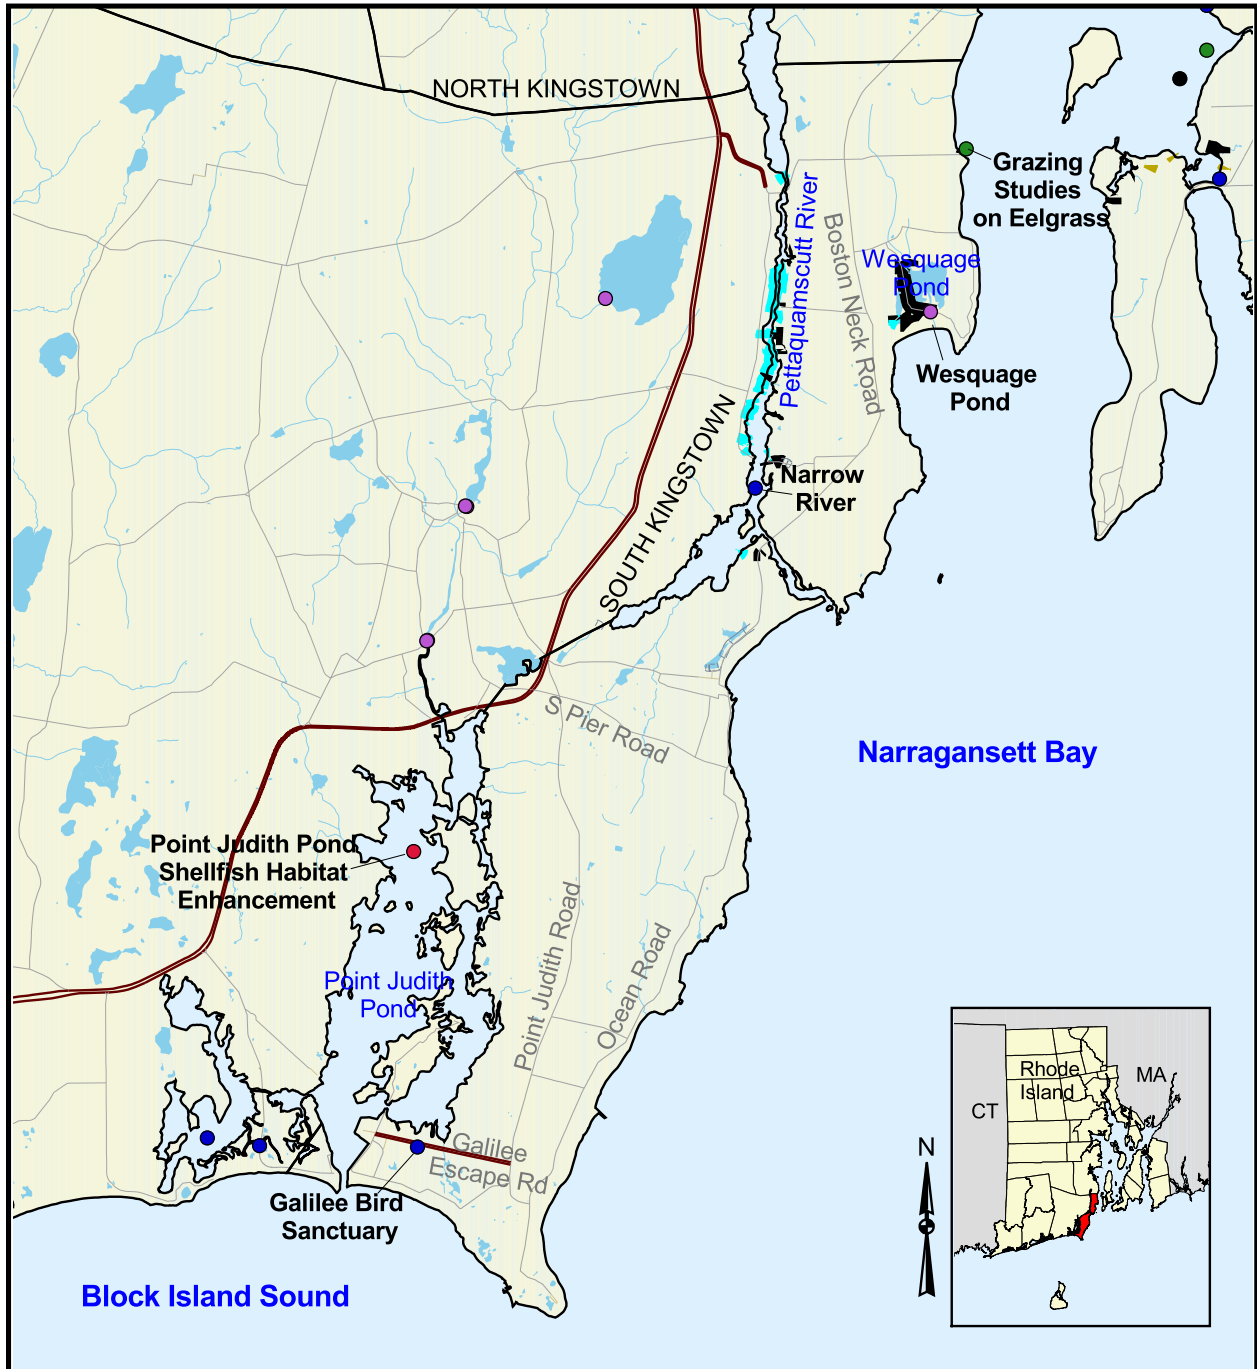 NORTH KINGSTOWN
Grazing
Studies
on Eelgrass
Pettaquamscutt River
Boston Neck Road
Wesquage
Pond
Wesquage
Pond
SOUTH KINGSTOWN
Narrow
River
S Pier Road
Narragansett Bay
Point Judith Pond
Shellfish Habitat
Enhancement
Point Judith
Pond
Point Judith Road
Ocean Road
Galilee
Escape Rd
Galilee Bird
Sanctuary
Block Island Sound
Rhode
Island
MA
CT
N